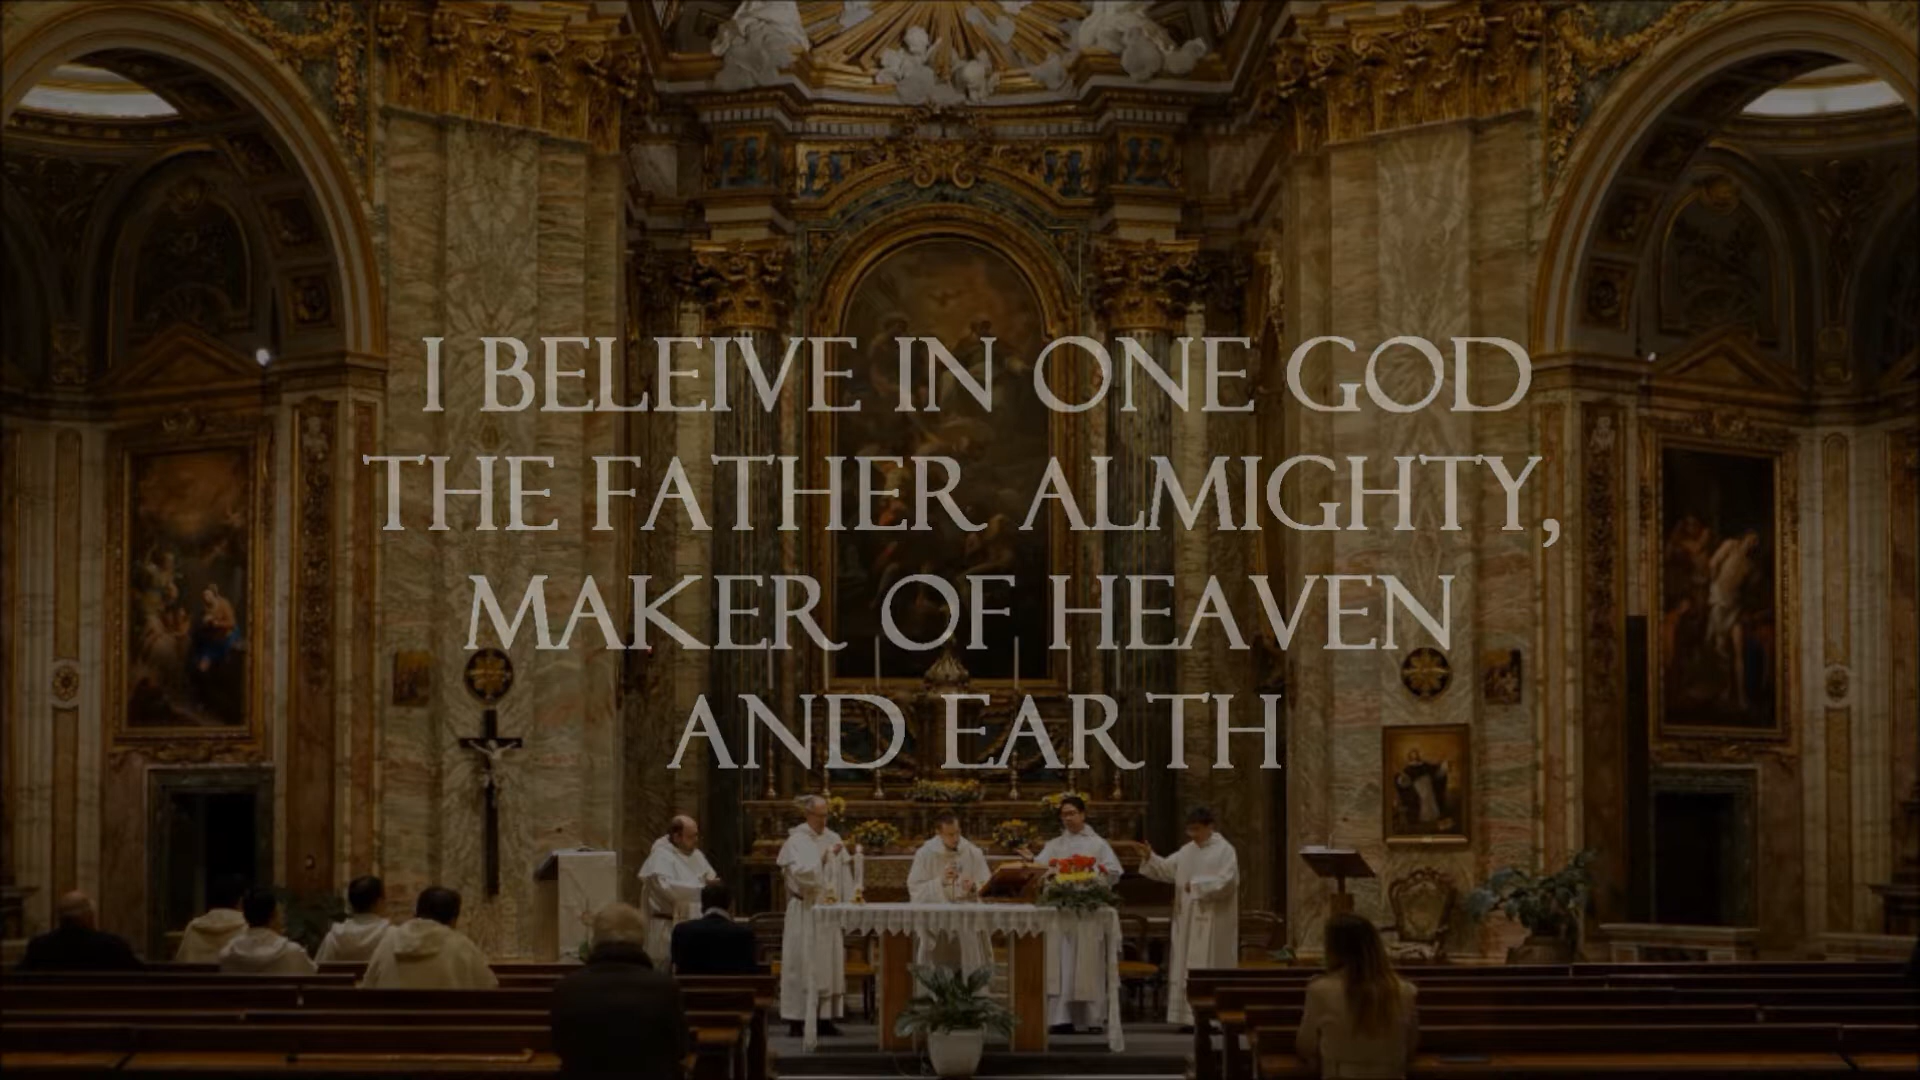 I BELEIVE IN ONE GOD
THE FATHER ALMIGHTY,
MAKER OF HEAVEN
AND EARTH